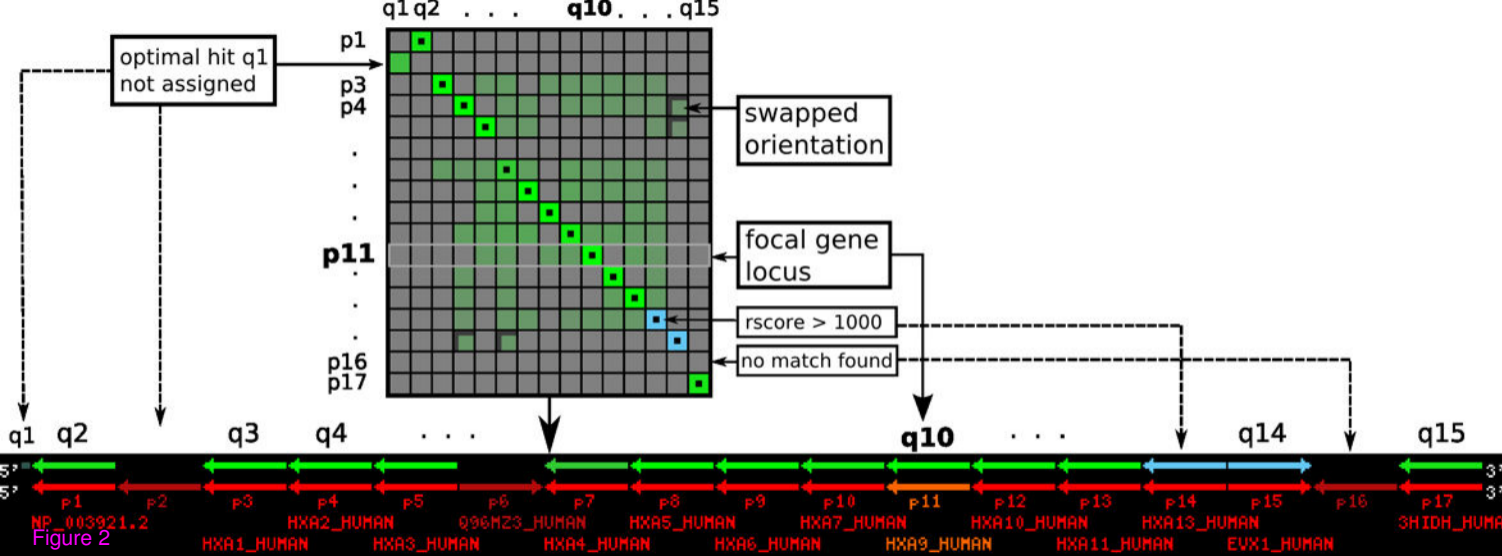 q1 q2 . . . q10 . . . q15
p1
optimal hit q1
not assigned
p3
p4
swapped
orientation
.
.
.
p11
focal gene
locus
.
.
rscore > 1000
.
p16
no match found
p17
q1 q2 q3 q4 . . . q10 . . . q14 q15
5' 3'
5' p1 p2 p3 p4 p5 p6 p7 p8 p9 p10 p11 p12 p13 p14 p15 p16 p17 3'
NP_003921.2 HXA2_HUMAN Q96MZ3_HUMAN HXA5_HUMAN HXA7_HUMAN HXA10_HUMAN HXA13_HUMAN 3HIDH_HUMA
Figure 2
HXA1_HUMAN HXA3_HUMAN HXA4_HUMAN HXA6_HUMAN HXA9_HUMAN HXA11_HUMAN EVX1_HUMAN